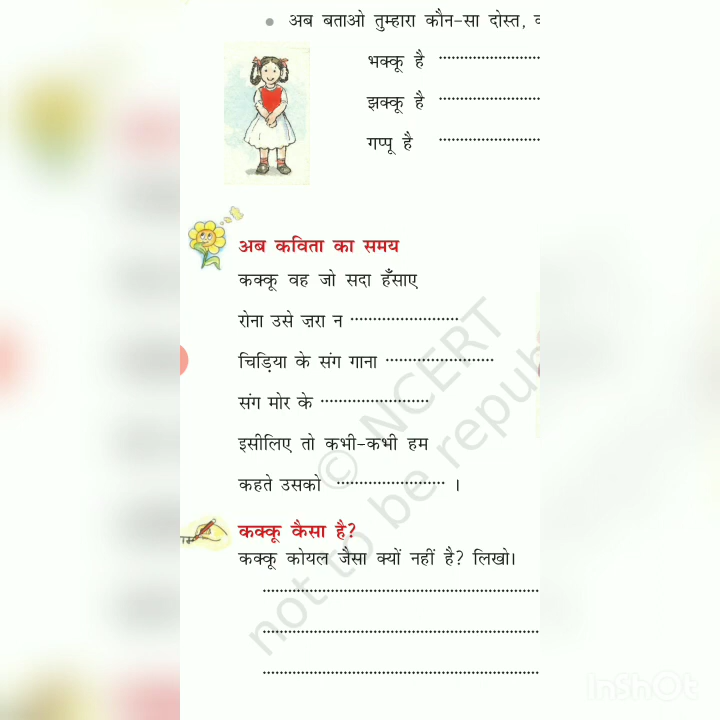 अब बताओ तुम्हारा कौन-सा दोस्त,
भक्कू है ........................
झक्कू है ........................
गप्पू है ........................
अब कविता का समय
कक्कू वह जो सदा हँसाए
रोना उसे ज़रा न ........................
चिड़िया के संग गाना ........................
संग मोर के ........................
इसीलिए तो कभी-कभी हम
कहते उसको ........................ ।
कक्कू कैसा है?
कक्कू कोयल जैसा क्यों नहीं है? लिखो।
© NCERT
not to be repub
InShOt